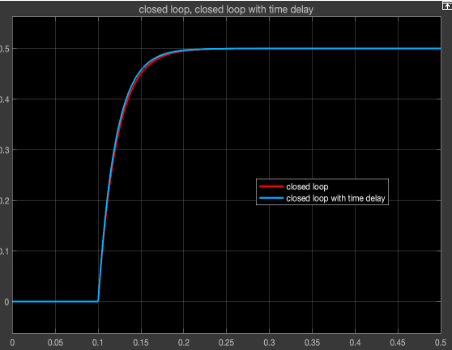 closed loop, closed loop with time delay
0.5
0.4
0.3
0.2
0.1
0
closed loop
closed loop with time delay
0 0.05 0.1 0.15 0.2 0.25 0.3 0.35 0.4 0.45 0.5